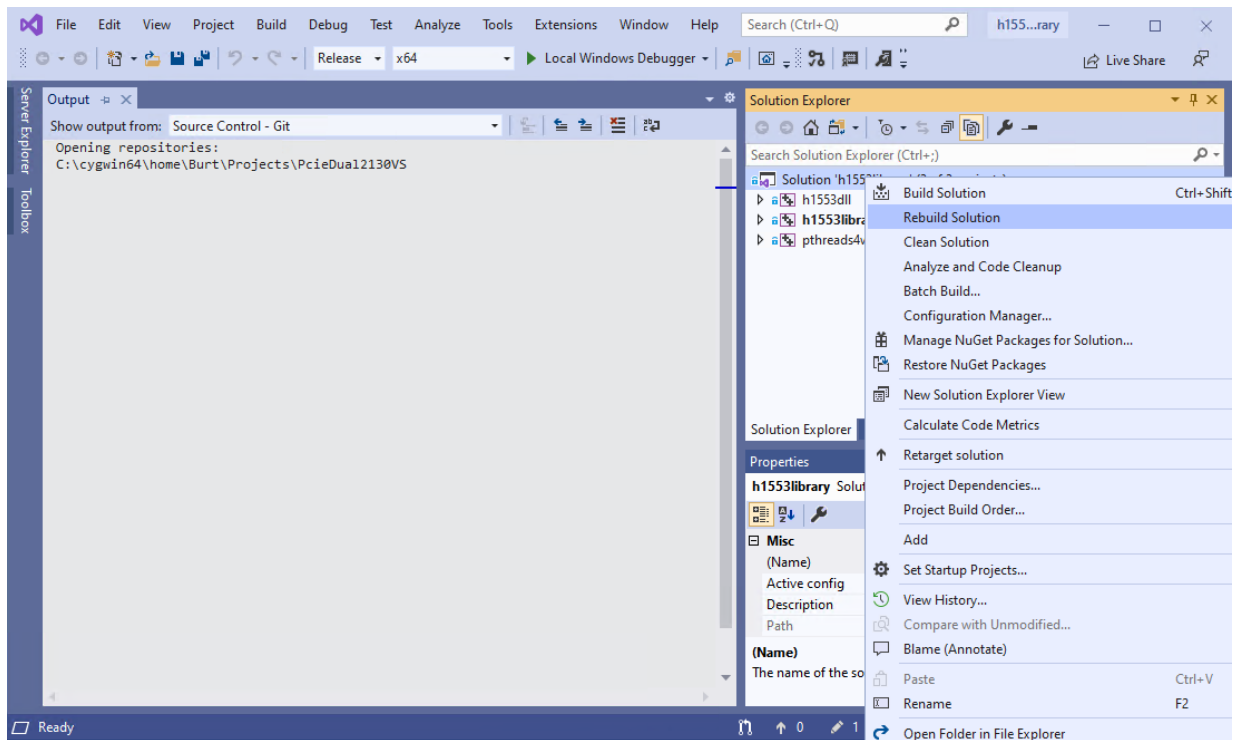 File Edit View Project Build Debug Test Analyze Tools Extensions Window Help Search (Ctrl+Q) h155...rary
Release x64 Local Windows Debugger Live Share
Server Explorer
Toolbox
Output
Show output from: Source Control - Git
Opening repositories:
C:\cygwin64\home\Burt\Projects\PcieDual2130VS
Solution Explorer
Search Solution Explorer (Ctrl+;)
Solution 'h1553library'
h1553dll
h1553libra
pthreads4w
Build Solution Ctrl+Shift
Rebuild Solution
Clean Solution
Analyze and Code Cleanup
Batch Build...
Configuration Manager...
Manage NuGet Packages for Solution...
Restore NuGet Packages
New Solution Explorer View
Calculate Code Metrics
Retarget solution
Project Dependencies...
Project Build Order...
Add
Set Startup Projects...
View History...
Compare with Unmodified...
Blame (Annotate)
Paste Ctrl+V
Rename F2
Open Folder in File Explorer
Solution Explorer
Properties
h1553library Solut
Misc
(Name)
Active config
Description
Path
(Name)
The name of the so
Ready 0 1